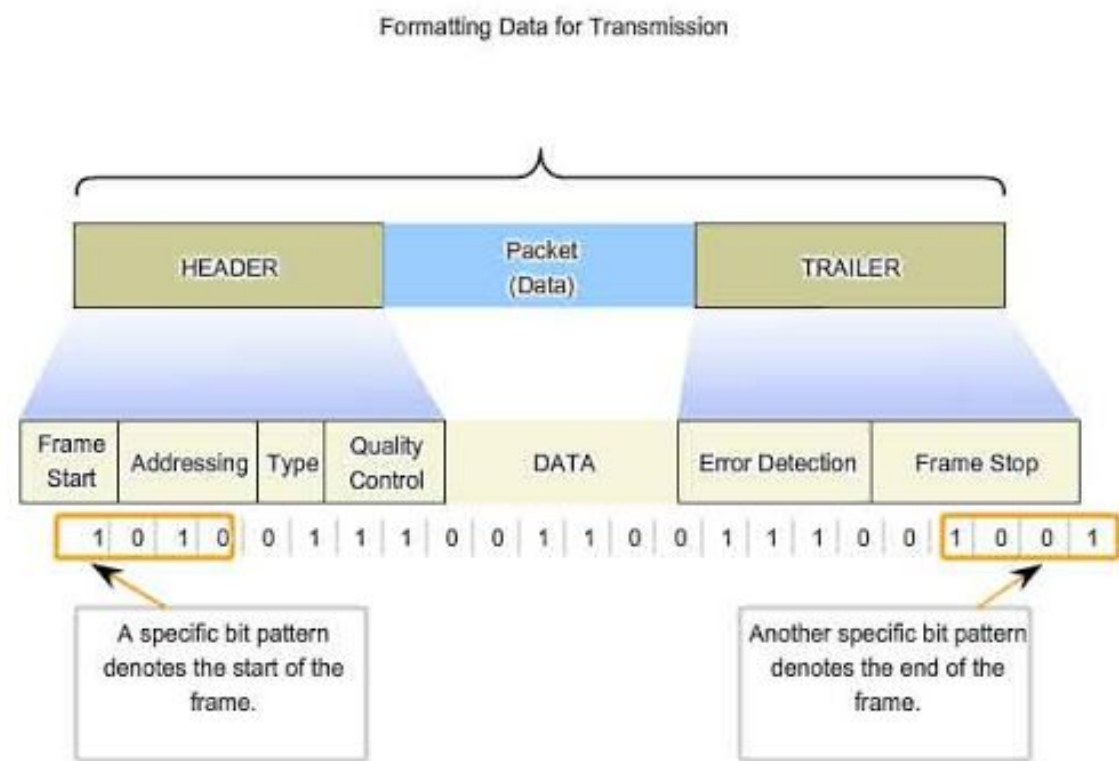 Formatting Data for Transmission
HEADER
Packet
(Data)
TRAILER
Frame
Start
Addressing
Type
Quality
Control
DATA
Error Detection
Frame Stop
1 0 1 0 0 1 1 1 0 0 1 1 0 0 1 1 1 0 0 1 0 0 1
A specific bit pattern
denotes the start of the
frame.
Another specific bit pattern
denotes the end of the
frame.